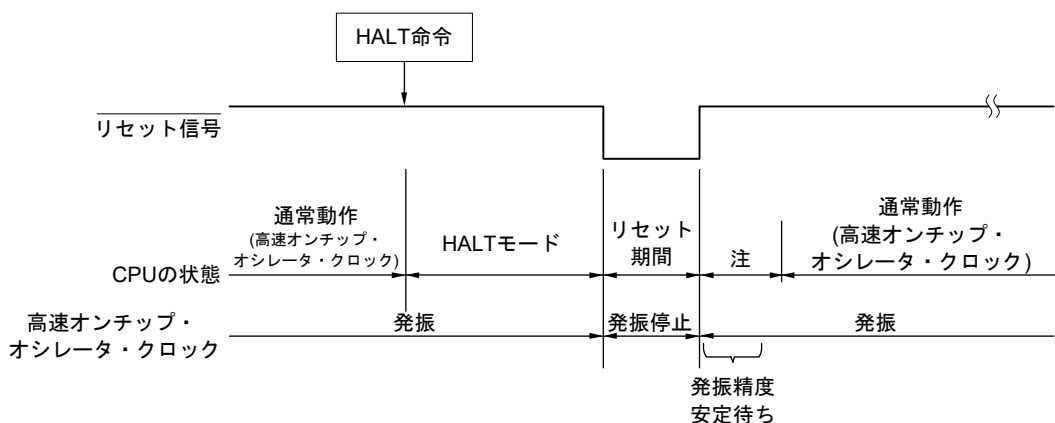 HALT命令
リセット信号
通常動作
(高速オンチップ・
オシレータ・クロック)
HALTモード
リセット
期間
注
通常動作
(高速オンチップ・
オシレータ・クロック)
CPUの状態
高速オンチップ・
オシレータ・クロック
発振
発振停止
発振
発振精度
安定待ち